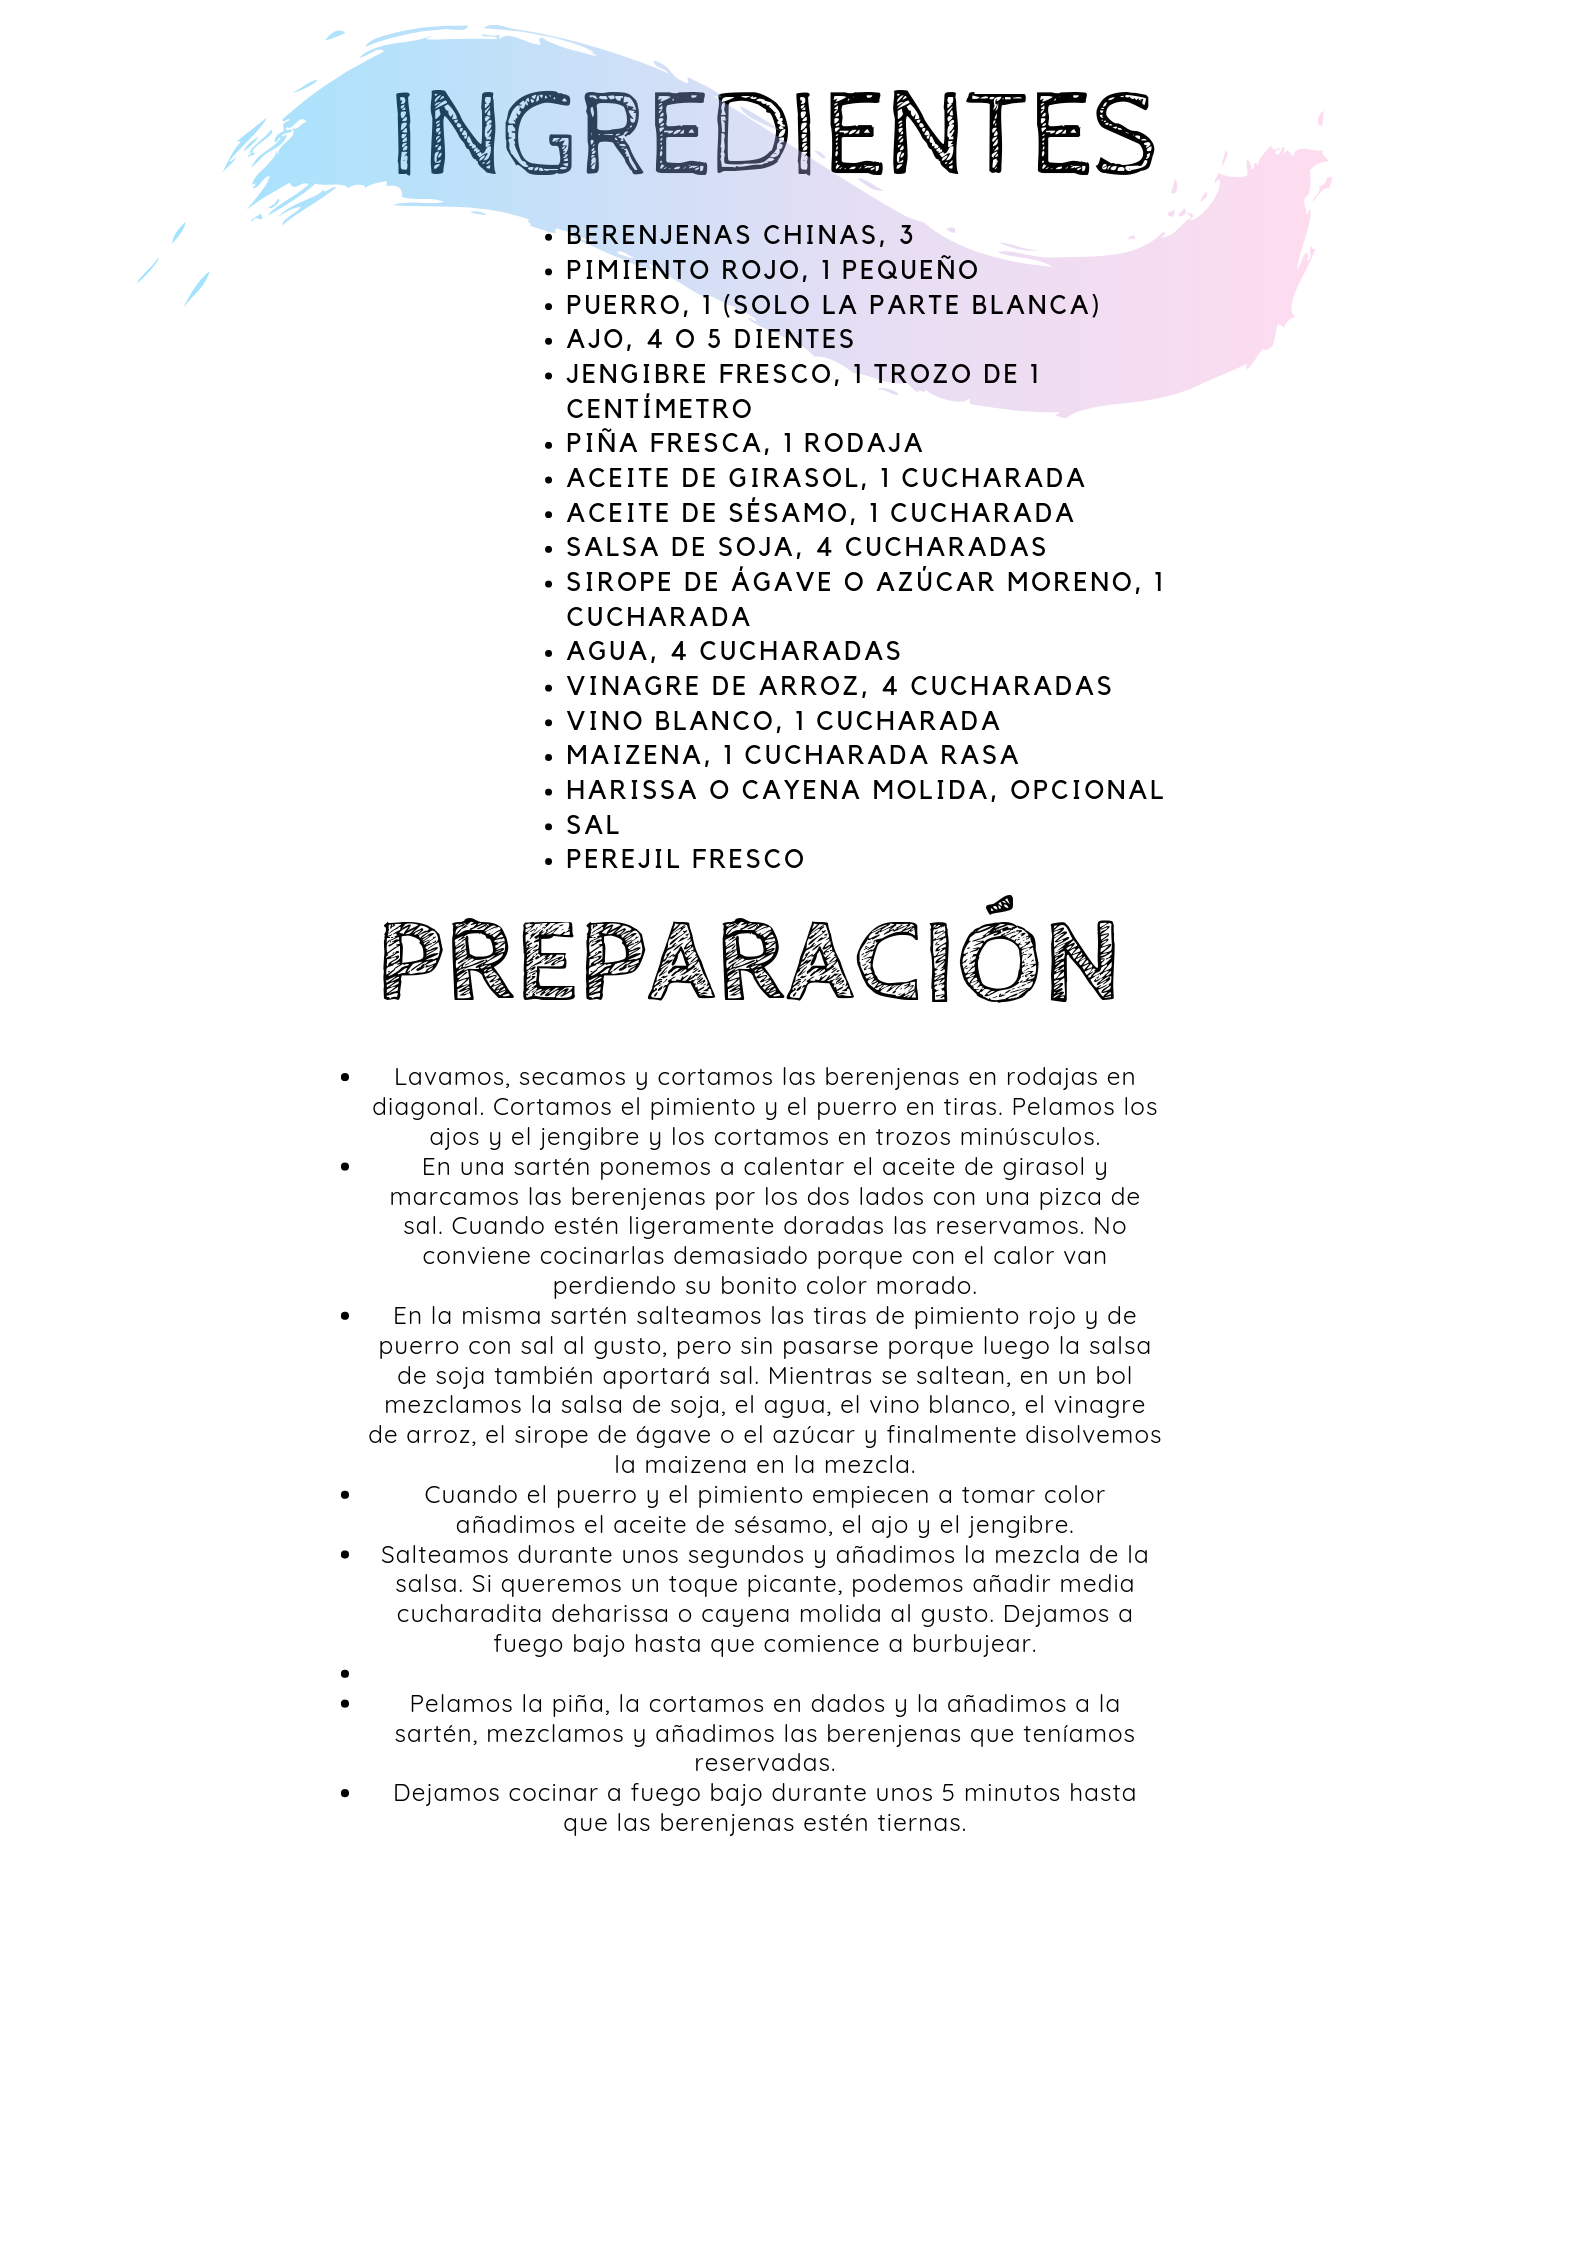 INGREDIENTES
• BERENJENAS CHINAS, 3
• PIMIENTO ROJO, 1 PEQUEÑO
• PUERRO, 1 (SOLO LA PARTE BLANCA)
• AJO, 4 O 5 DIENTES
• JENGIBRE FRESCO, 1 TROZO DE 1
CENTÍMETRO
• PIÑA FRESCA, 1 RODAJA
• ACEITE DE GIRASOL, 1 CUCHARADA
• ACEITE DE SÉSAMO, 1 CUCHARADA
• SALSA DE SOJA, 4 CUCHARADAS
• SIROPE DE ÁGAVE O AZÚCAR MORENO, 1
CUCHARADA
• AGUA, 4 CUCHARADAS
• VINAGRE DE ARROZ, 4 CUCHARADAS
• VINO BLANCO, 1 CUCHARADA
• MAIZENA, 1 CUCHARADA RASA
• HARISSA O CAYENA MOLIDA, OPCIONAL
• SAL
• PEREJIL FRESCO
PREPARACIÓN
• Lavamos, secamos y cortamos las berenjenas en rodajas en
diagonal. Cortamos el pimiento y el puerro en tiras. Pelamos los
ajos y el jengibre y los cortamos en trozos minúsculos.
• En una sartén ponemos a calentar el aceite de girasol y
marcamos las berenjenas por los dos lados con una pizca de
sal. Cuando estén ligeramente doradas las reservamos. No
conviene cocinarlas demasiado porque con el calor van
perdiendo su bonito color morado.
• En la misma sartén salteamos las tiras de pimiento rojo y de
puerro con sal al gusto, pero sin pasarse porque luego la salsa
de soja también aportará sal. Mientras se saltean, en un bol
mezclamos la salsa de soja, el agua, el vino blanco, el vinagre
de arroz, el sirope de ágave o el azúcar y finalmente disolvemos
la maizena en la mezcla.
• Cuando el puerro y el pimiento empiecen a tomar color
añadimos el aceite de sésamo, el ajo y el jengibre.
• Salteamos durante unos segundos y añadimos la mezcla de la
salsa. Si queremos un toque picante, podemos añadir media
cucharadita deharissa o cayena molida al gusto. Dejamos a
fuego bajo hasta que comience a burbujear.
•
• Pelamos la piña, la cortamos en dados y la añadimos a la
sartén, mezclamos y añadimos las berenjenas que teníamos
reservadas.
• Dejamos cocinar a fuego bajo durante unos 5 minutos hasta
que las berenjenas estén tiernas.